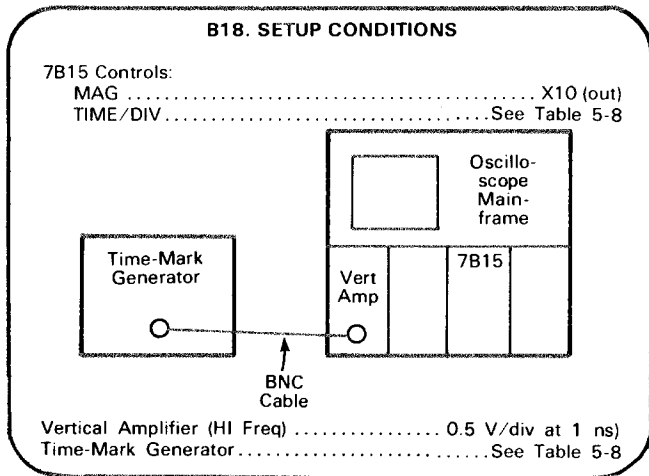 B18. SETUP CONDITIONS
7B15 Controls:
MAG ........................................ X10 (out)
TIME/DIV ................................ See Table 5-8
Oscillo-
scope
Main-
frame
Time-Mark
Generator
Vert
Amp
7B15
BNC
Cable
Vertical Amplifier (HI Freq) ................ 0.5 V/div at 1 ns)
Time-Mark Generator ........................ See Table 5-8